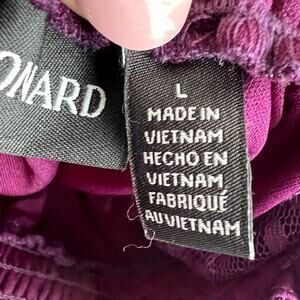 ONARD
L
MADE IN
VIETNAM
HECHO EN
VIETNAM
FABRIQUÉ
AU VIETNAM